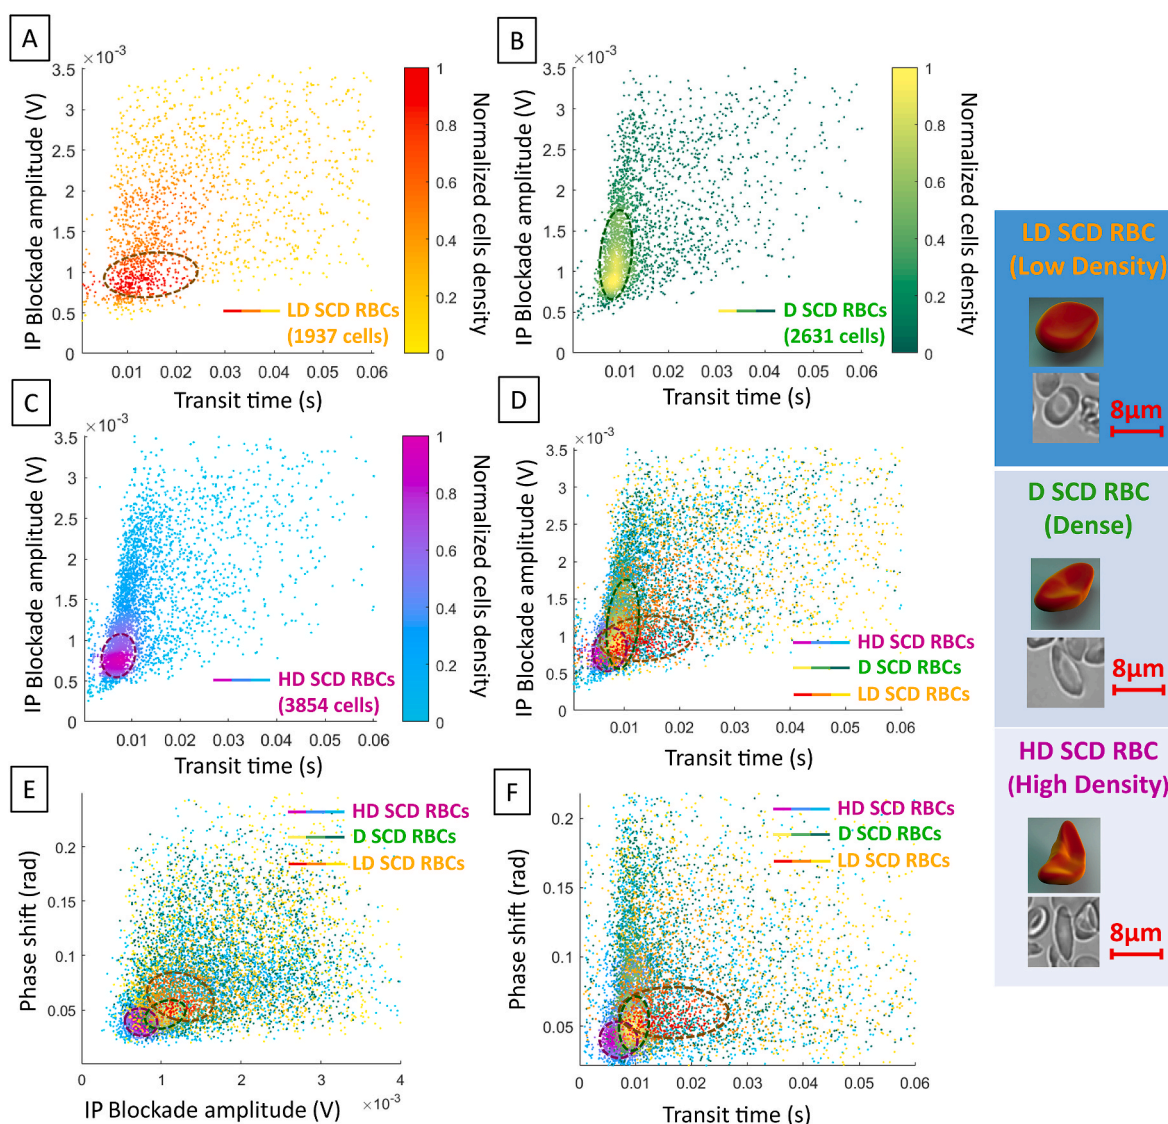 A
×10⁻³
3.5
3
2.5
2
1.5
1
0.5
0
IP Blockade amplitude (V)
0.01 0.02 0.03 0.04 0.05 0.06
Transit time (s)
LD SCD RBCs
(1937 cells)
1
0.8
0.6
0.4
0.2
0
Normalized cells density
B
×10⁻³
3.5
3
2.5
2
1.5
1
0.5
0
IP Blockade amplitude (V)
0.01 0.02 0.03 0.04 0.05 0.06
Transit time (s)
D SCD RBCs
(2631 cells)
1
0.8
0.6
0.4
0.2
0
Normalized cells density
C
×10⁻³
3.5
3
2.5
2
1.5
1
0.5
0
IP Blockade amplitude (V)
0.01 0.02 0.03 0.04 0.05 0.06
Transit time (s)
HD SCD RBCs
(3854 cells)
1
0.8
0.6
0.4
0.2
0
Normalized cells density
D
×10⁻³
3.5
3
2.5
2
1.5
1
0.5
0
IP Blockade amplitude (V)
0.01 0.02 0.03 0.04 0.05 0.06
Transit time (s)
HD SCD RBCs
D SCD RBCs
LD SCD RBCs
E
0.2
0.15
0.1
0.05
Phase shift (rad)
0 1 2 3 4
×10⁻³
IP Blockade amplitude (V)
HD SCD RBCs
D SCD RBCs
LD SCD RBCs
F
0.2
0.15
0.1
0.05
Phase shift (rad)
0 0.01 0.02 0.03 0.04 0.05 0.06
Transit time (s)
HD SCD RBCs
D SCD RBCs
LD SCD RBCs
LD SCD RBC
(Low Density)
8µm
D SCD RBC
(Dense)
8µm
HD SCD RBC
(High Density)
8µm